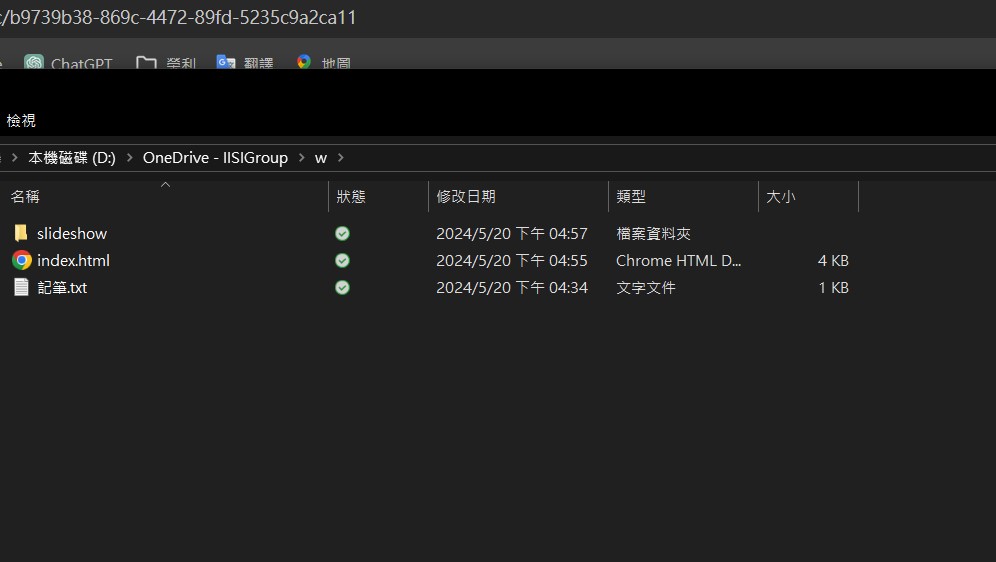 /b9739b38-869c-4472-89fd-5235c9a2ca11
ChatGPT 勞利 翻譯 地圖
檢視
本機磁碟 (D:) > OneDrive - IISIGroup > w >
名稱 狀態 修改日期 類型 大小
slideshow 2024/5/20 下午 04:57 檔案資料夾
index.html 2024/5/20 下午 04:55 Chrome HTML D... 4 KB
記筆.txt 2024/5/20 下午 04:34 文字文件 1 KB